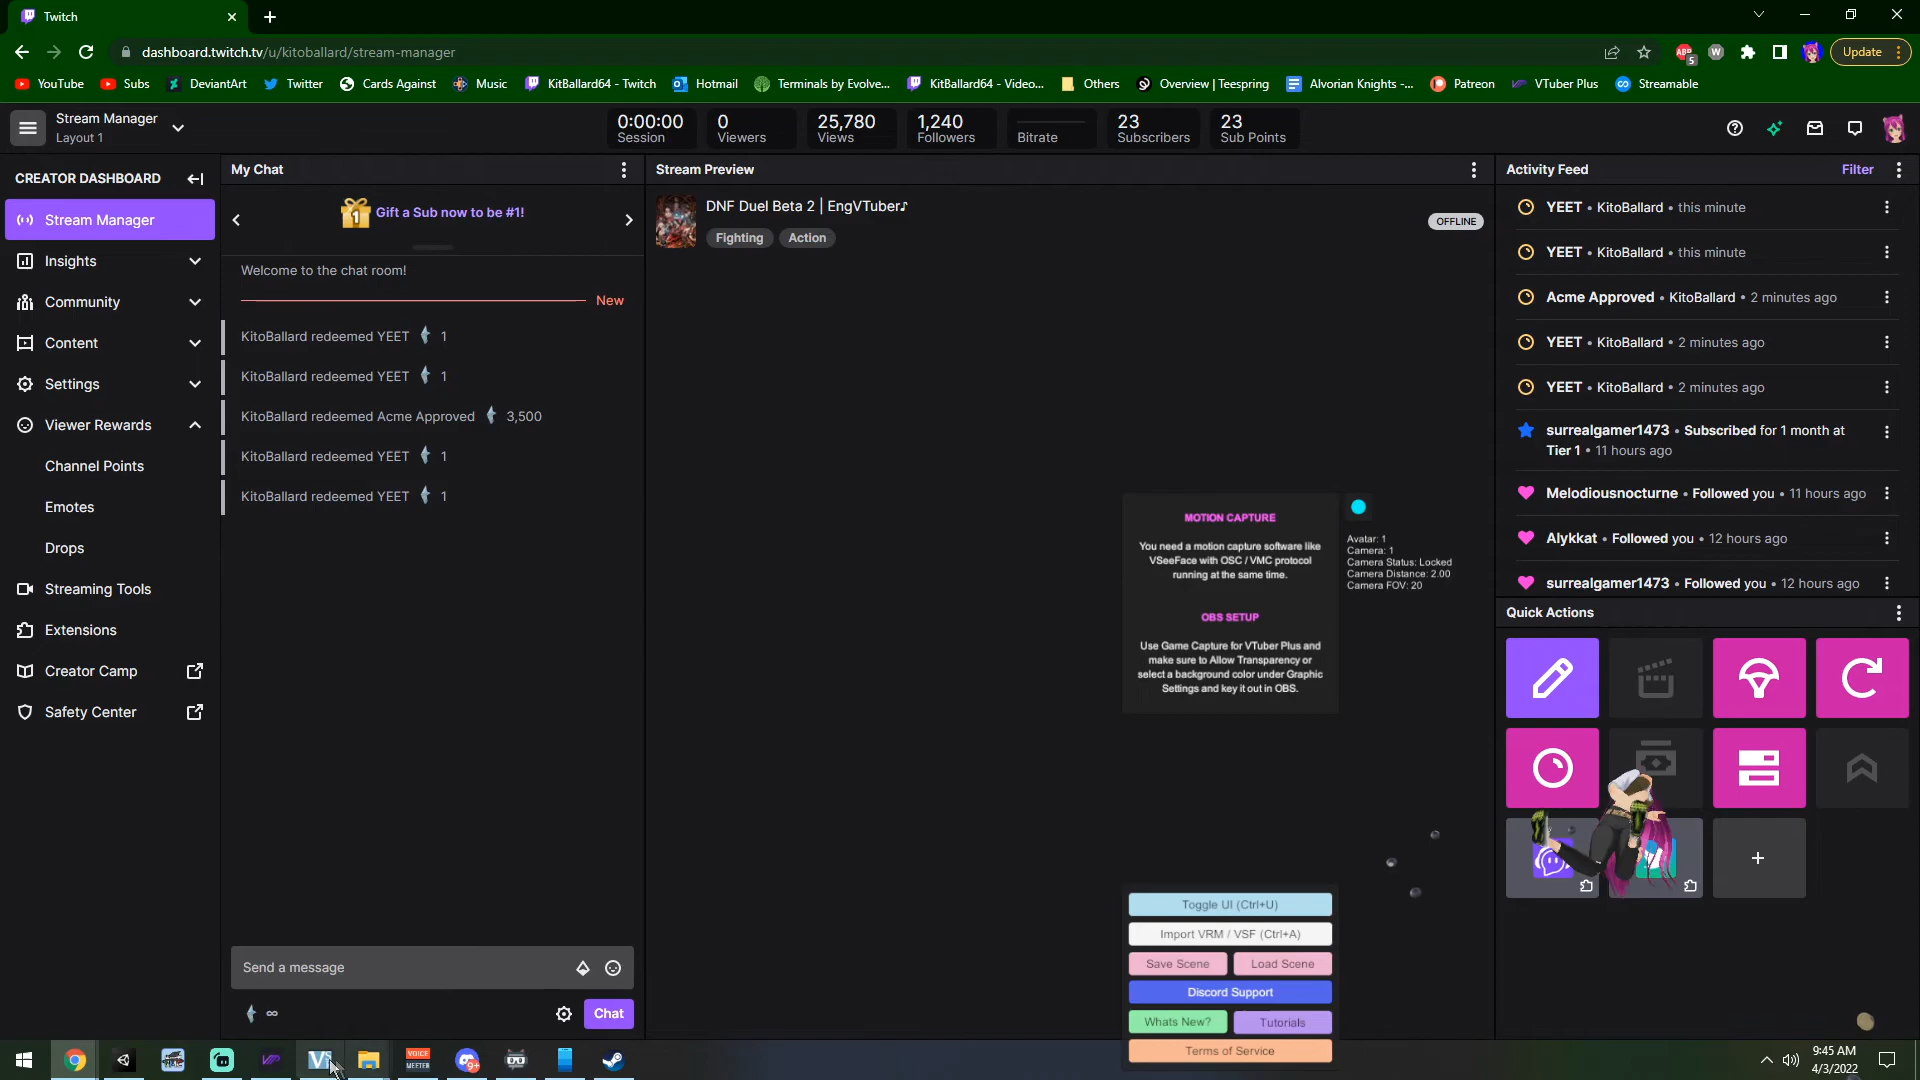 Twitch
dashboard.twitch.tv/u/kitoballard/stream-manager
5
W
Update
YouTube
Subs
DeviantArt
Twitter
Cards Against
Music
KitBallard64 - Twitch
Hotmail
Terminals by Evolve...
KitBallard64 - Video...
Others
Overview | Teespring
Alvorian Knights -...
Patreon
VTuber Plus
Streamable
Stream Manager
Layout 1
0:00:00
Session
0
Viewers
25,780
Views
1,240
Followers
Bitrate
23
Subscribers
23
Sub Points
CREATOR DASHBOARD
Stream Manager
Insights
Community
Content
Settings
Viewer Rewards
Channel Points
Emotes
Drops
Streaming Tools
Extensions
Creator Camp
Safety Center
My Chat
1
Gift a Sub now to be #1!
Welcome to the chat room!
New
KitoBallard redeemed YEET 1
KitoBallard redeemed YEET 1
KitoBallard redeemed Acme Approved 3,500
KitoBallard redeemed YEET 1
KitoBallard redeemed YEET 1
Send a message
∞
Chat
Stream Preview
DNF Duel Beta 2 | EngVTuber♪
Fighting
Action
OFFLINE
MOTION CAPTURE
You need a motion capture software like
VSeeFace with OSC / VMC protocol
running at the same time.
OBS SETUP
Use Game Capture for VTuber Plus and
make sure to Allow Transparency or
select a background color under Graphic
Settings and key it out in OBS.
Avatar: 1
Camera: 1
Camera Status: Locked
Camera Distance: 2.00
Camera FOV: 20
Toggle UI (Ctrl+U)
Import VRM / VSF (Ctrl+A)
Save Scene
Load Scene
Discord Support
Whats New?
Tutorials
Terms of Service
Activity Feed
Filter
YEET • KitoBallard • this minute
YEET • KitoBallard • this minute
Acme Approved • KitoBallard • 2 minutes ago
YEET • KitoBallard • 2 minutes ago
YEET • KitoBallard • 2 minutes ago
surrealgamer1473 • Subscribed for 1 month at
Tier 1 • 11 hours ago
Melodiousnocturne • Followed you • 11 hours ago
Alykkat • Followed you • 12 hours ago
surrealgamer1473 • Followed you • 12 hours ago
Quick Actions
VOICE
MEETER
9+
9:45 AM
4/3/2022